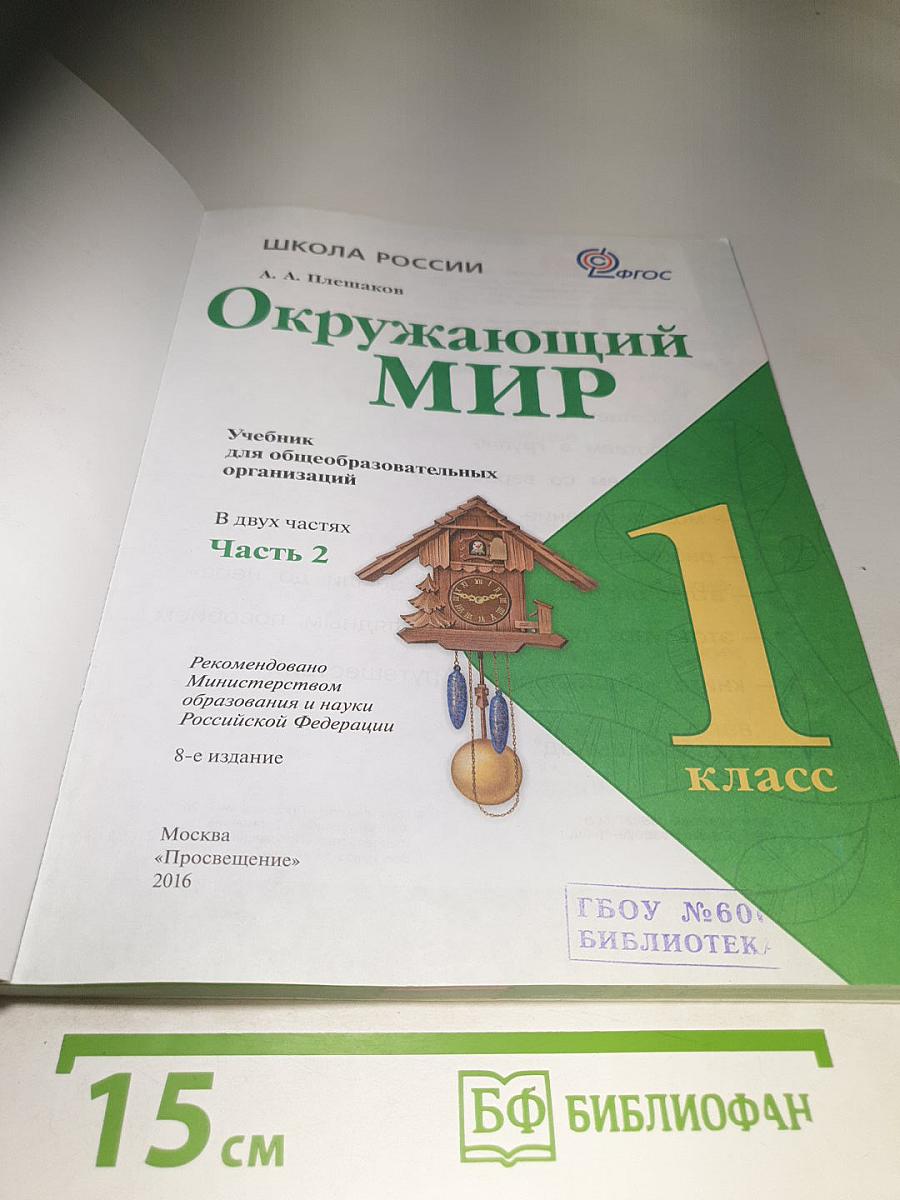 ШКОЛА РОССИИ
ФГОС
А. А. Плешаков
Окружающий
МИР
Учебник
для общеобразовательных
организаций
В двух частях
Часть 2
1
класс
Рекомендовано
Министерством
образования и науки
Российской Федерации
8-е издание
Москва
«Просвещение»
2016
ГБОУ
БИБЛИОТЕКА
15 см
БФ БИБЛИОФАН